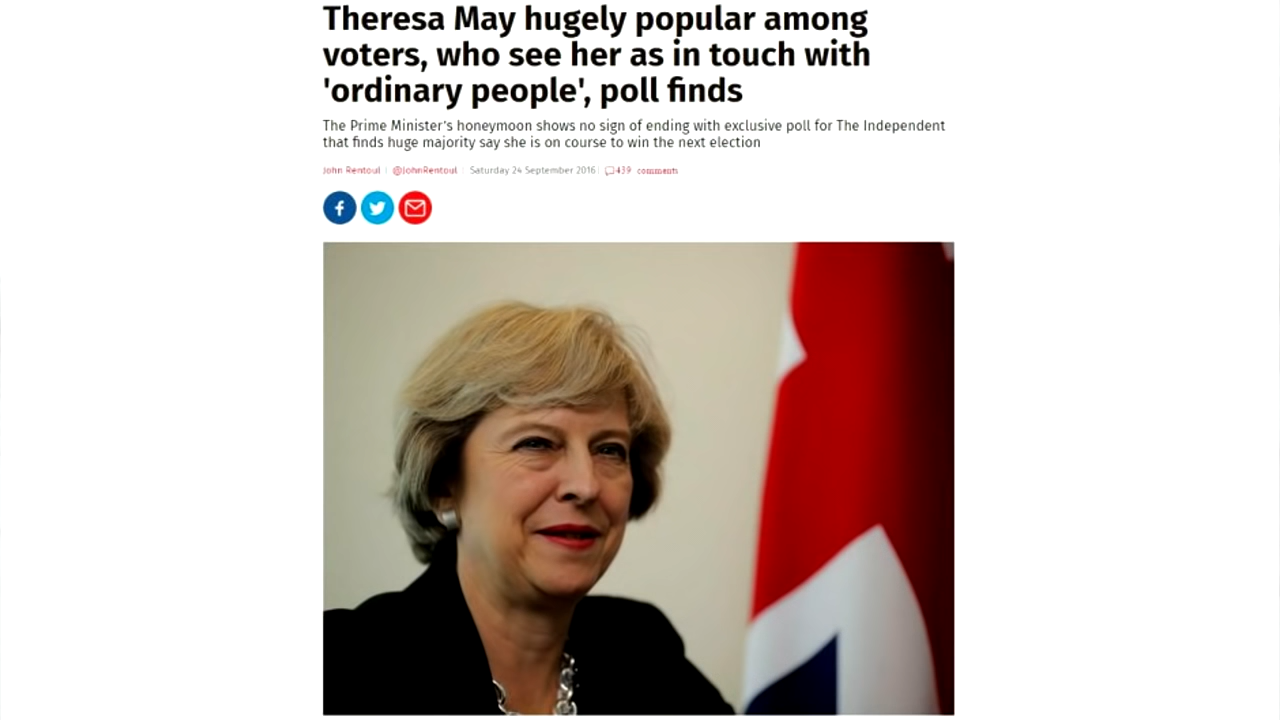 Theresa May hugely popular among
voters, who see her as in touch with
'ordinary people', poll finds
The Prime Minister's honeymoon shows no sign of ending with exclusive poll for The Independent
that finds huge majority say she is on course to win the next election
John Rentoul | @JohnRentoul | Saturday 24 September 2016 | 439 comments